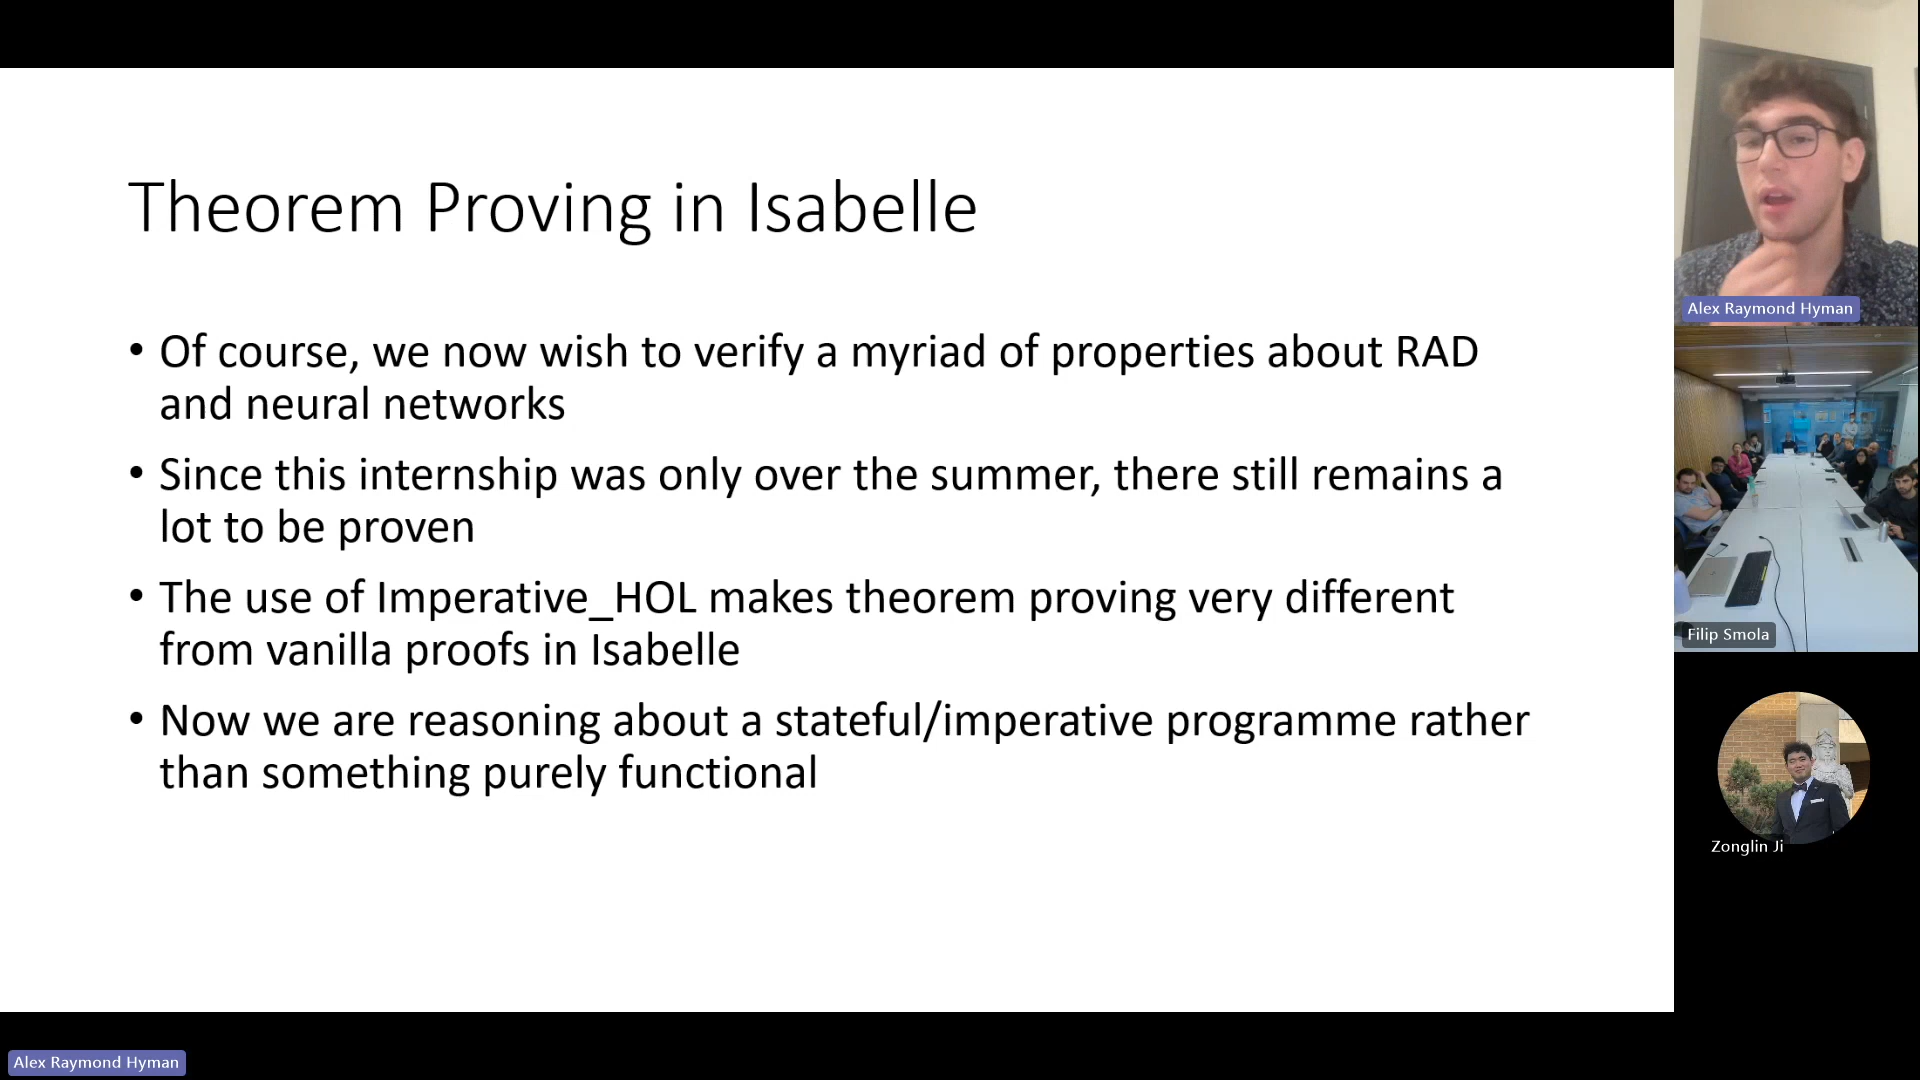 Theorem Proving in Isabelle
• Of course, we now wish to verify a myriad of properties about RAD
and neural networks
• Since this internship was only over the summer, there still remains a
lot to be proven
• The use of Imperative_HOL makes theorem proving very different
from vanilla proofs in Isabelle
• Now we are reasoning about a stateful/imperative programme rather
than something purely functional
Alex Raymond Hyman
Filip Smola
Zonglin Ji
Alex Raymond Hyman